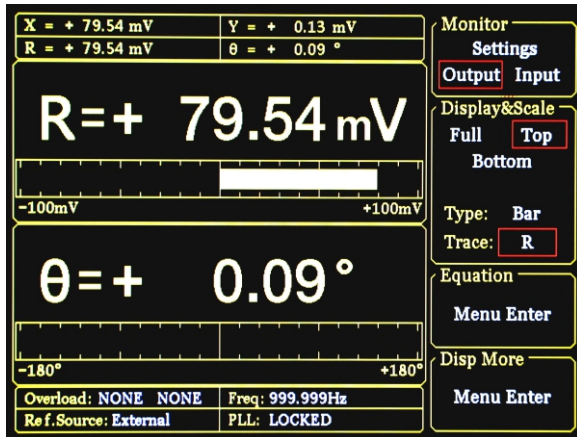 X = + 79.54 mV
Y = + 0.13 mV
R = + 79.54 mV
θ = + 0.09 °
R=+ 79.54 mV
-100mV +100mV
θ=+ 0.09°
-180° +180°
Overload: NONE NONE
Freq: 999.999Hz
Ref.Source: External
PLL: LOCKED
Monitor
Settings
Output Input
Display&Scale
Full Top
Bottom
Type: Bar
Trace: R
Equation
Menu Enter
Disp More
Menu Enter